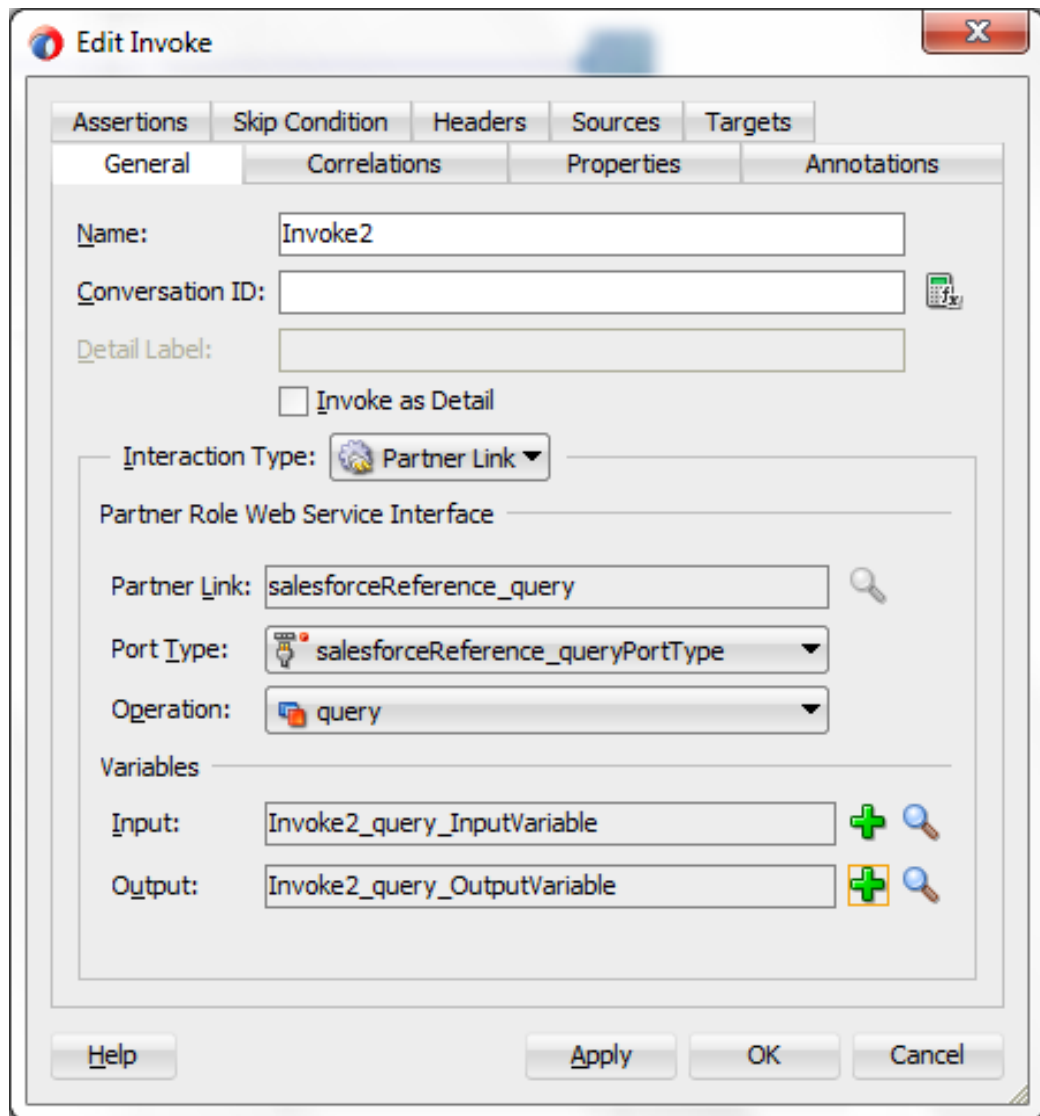 Edit Invoke
Assertions Skip Condition Headers Sources Targets
General Correlations Properties Annotations
Name: Invoke2
Conversation ID:
Detail Label:
Invoke as Detail
Interaction Type: Partner Link
Partner Role Web Service Interface
Partner Link: salesforceReference_query
Port Type: salesforceReference_queryPortType
Operation: query
Variables
Input: Invoke2_query_InputVariable
Output: Invoke2_query_OutputVariable
Help Apply OK Cancel